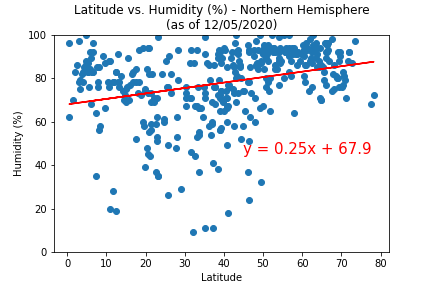 Latitude vs. Humidity (%) - Northern Hemisphere
(as of 12/05/2020)
100
80
60
40
20
0
Humidity (%)
y = 0.25x + 67.9
0 10 20 30 40 50 60 70 80
Latitude